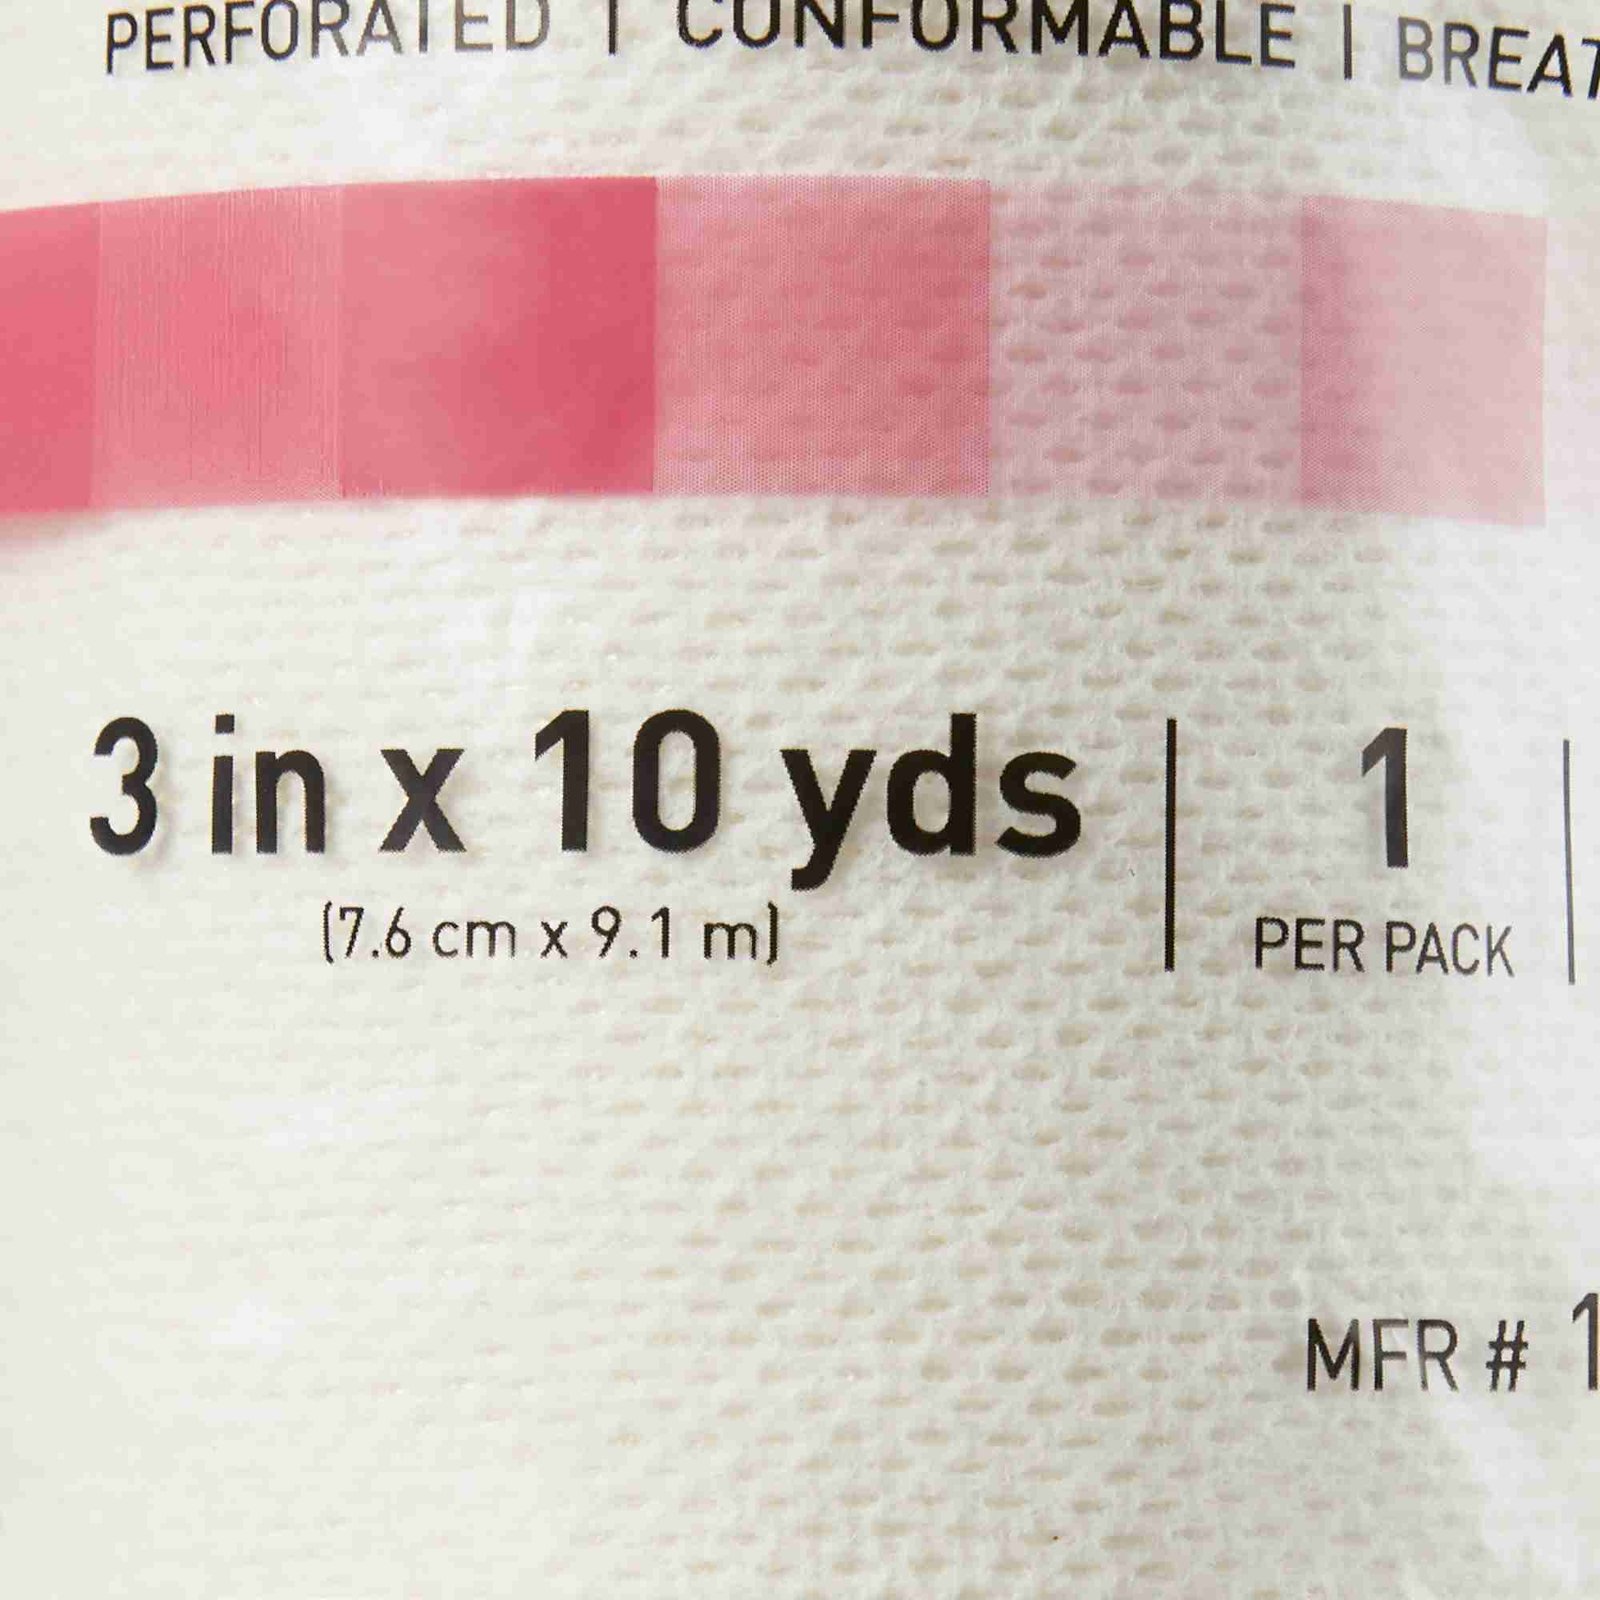 PERFORATED | CONFORMABLE | BREAT
3 in x 10 yds | 1 |
(7.6 cm x 9.1 m) PER PACK
MFR # 1